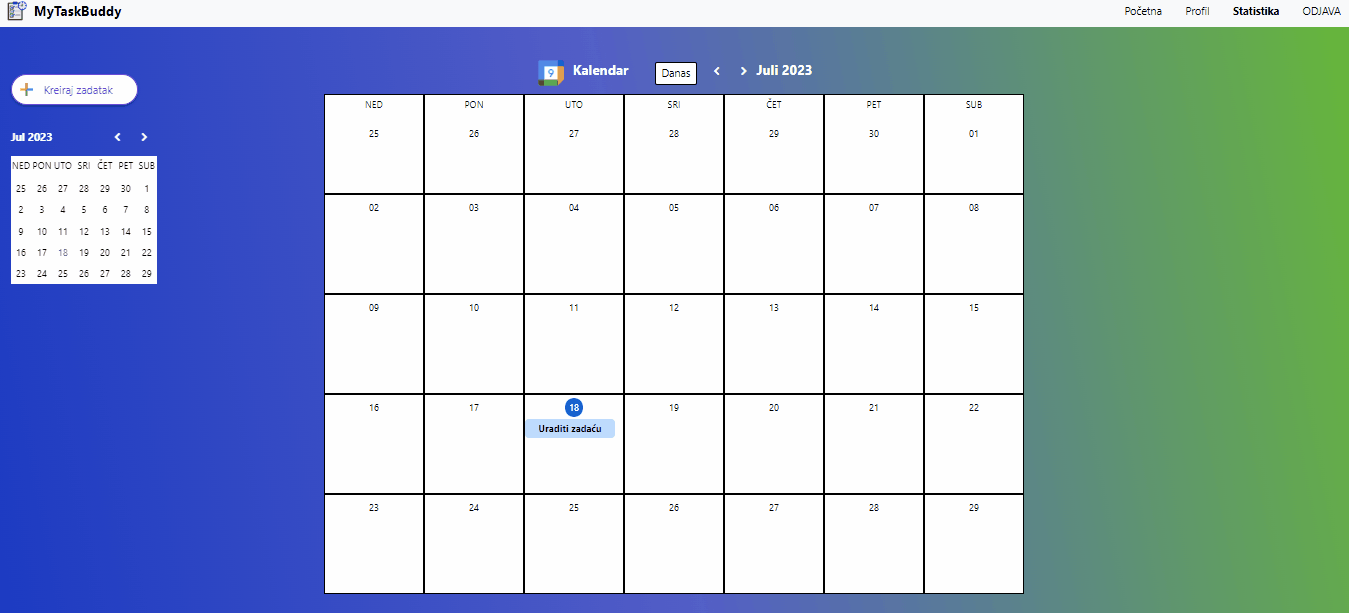 MyTaskBuddy
Početna Profil Statistika ODJAVA
Kreiraj zadatak
Jul 2023
NED PON UTO SRI ČET PET SUB
25 26 27 28 29 30 1
2 3 4 5 6 7 8
9 10 11 12 13 14 15
16 17 18 19 20 21 22
23 24 25 26 27 28 29
9 Kalendar Danas < > Juli 2023
NED PON UTO SRI ČET PET SUB
25 26 27 28 29 30 01
02 03 04 05 06 07 08
09 10 11 12 13 14 15
16 17 18 19 20 21 22
Uraditi zadaću
23 24 25 26 27 28 29